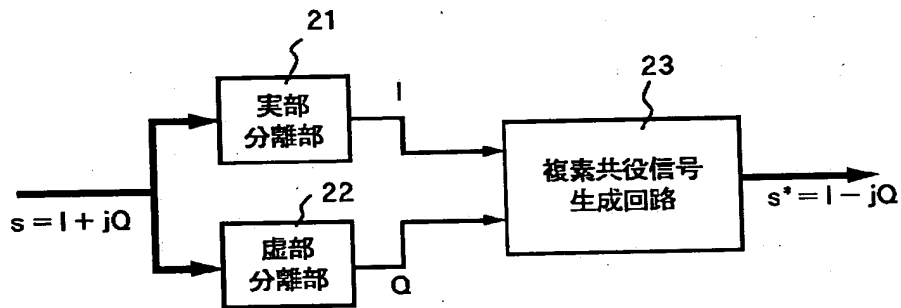 21
実部
分離部
I
23
複素共役信号
生成回路
s = I + jQ
s* = I − jQ
22
虚部
分離部
Q